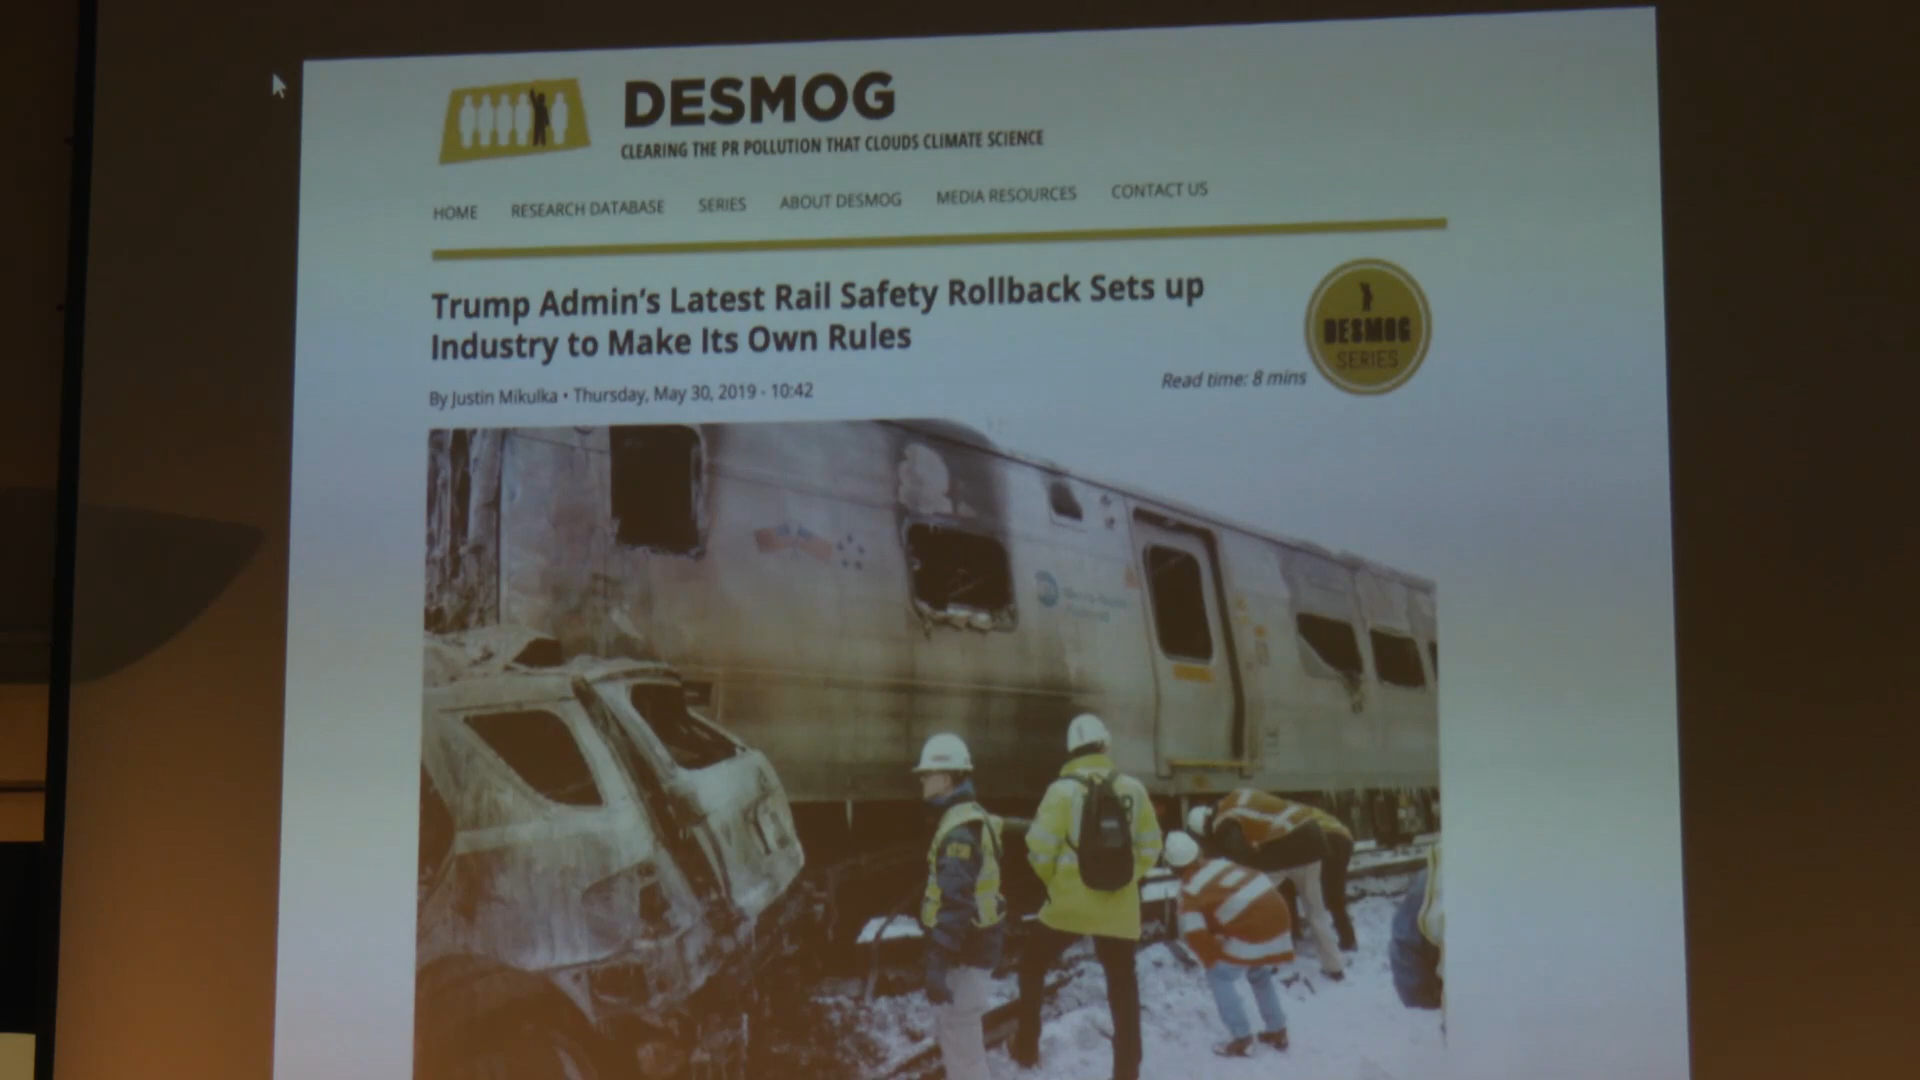 DESMOG
CLEARING THE PR POLLUTION THAT CLOUDS CLIMATE SCIENCE
HOME RESEARCH DATABASE SERIES ABOUT DESMOG MEDIA RESOURCES CONTACT US
Trump Admin's Latest Rail Safety Rollback Sets up
Industry to Make Its Own Rules
By Justin Mikulka • Thursday, May 30, 2019 - 10:42
Read time: 8 mins
DESMOG
SERIES